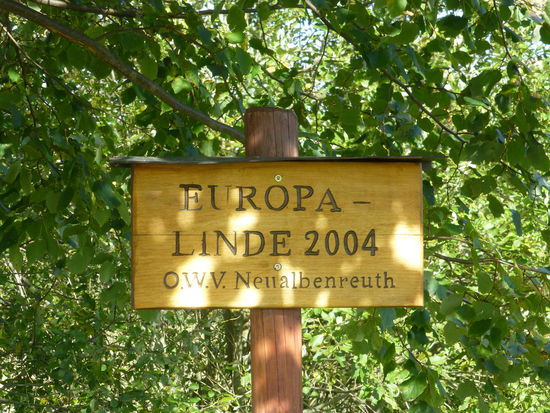 EUROPA –
LINDE 2004
O.W.V. Neualbenreuth